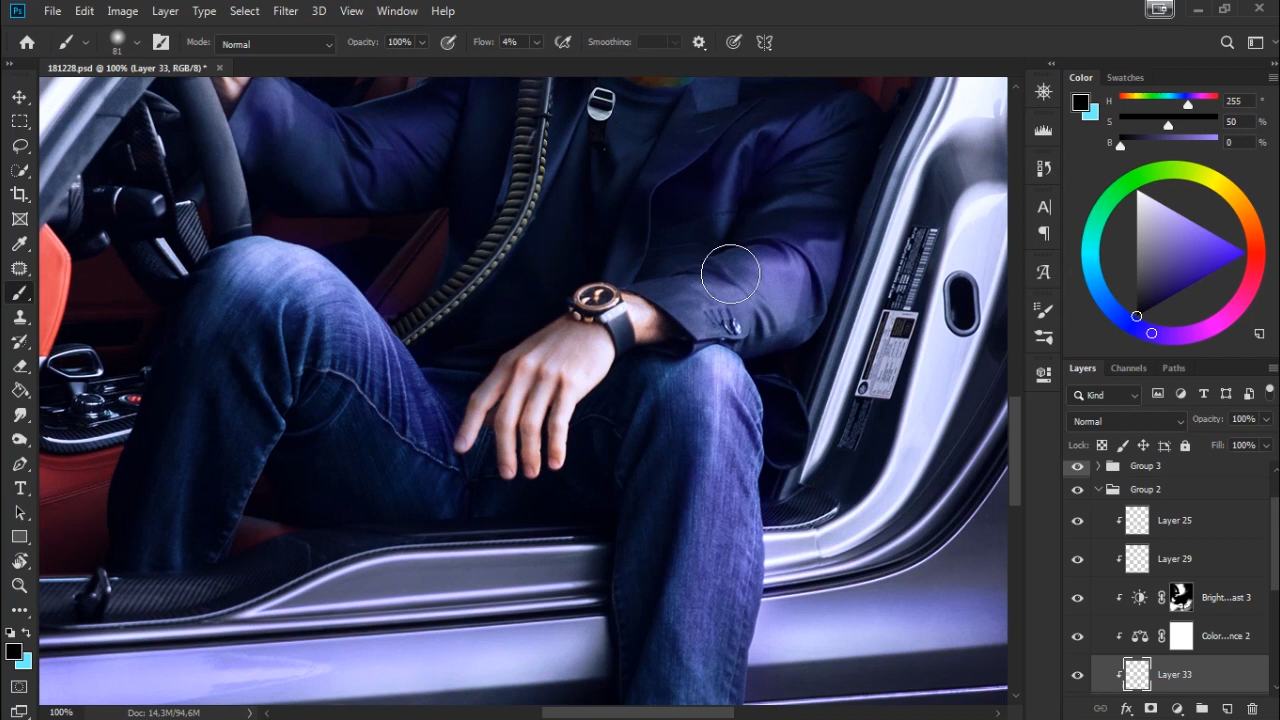 Ps File Edit Image Layer Type Select Filter 3D View Window Help
81 Mode: Normal Opacity: 100% Flow: 4% Smoothing:
181228.psd @ 100% (Layer 33, RGB/8) *
Color Swatches
H 255 °
S 50 %
B 0 %
Layers Channels Paths
Kind
Normal Opacity: 100%
Lock: Fill: 100%
Group 3
Group 2
Layer 25
Layer 29
Bright...ast 3
Color...nce 2
Layer 33
100% Doc: 14,3M/94,6M